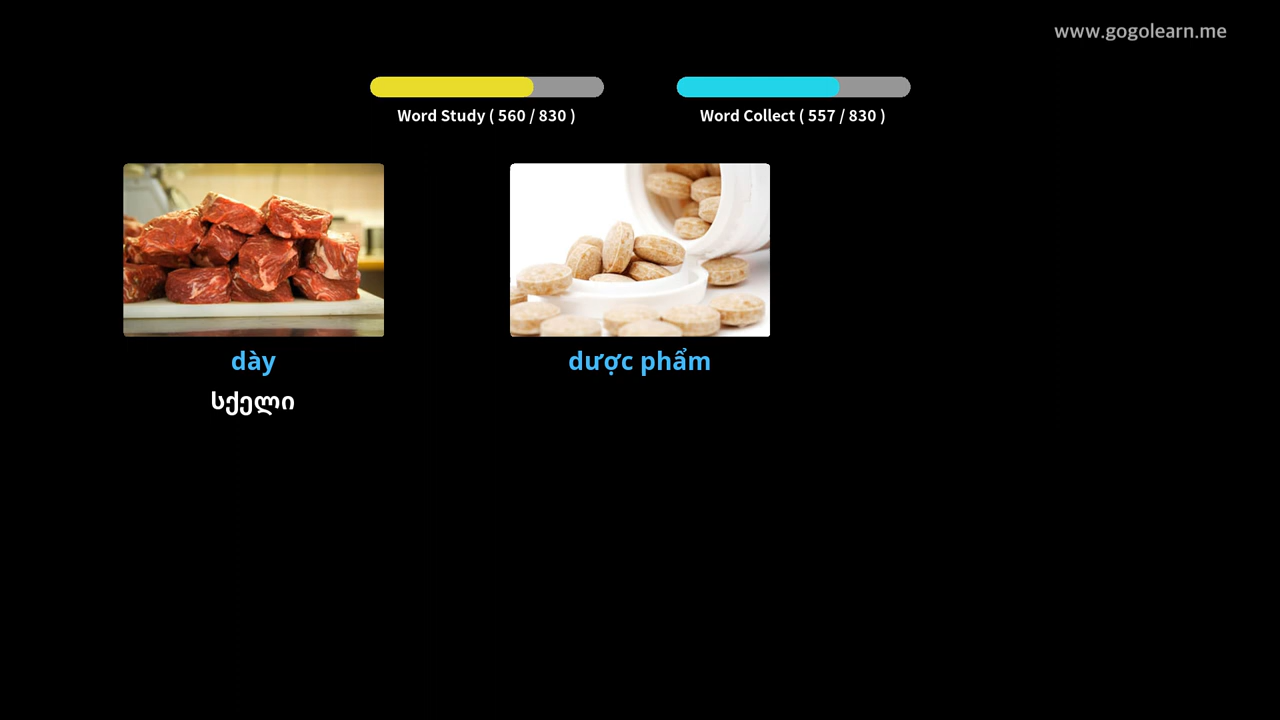 www.gogolearn.me
Word Study ( 560 / 830 )
Word Collect ( 557 / 830 )
dày
dược phẩm
სქელი